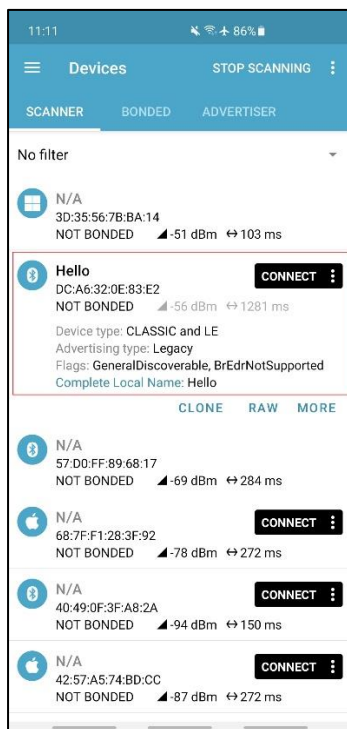 11:11 86%
Devices STOP SCANNING
SCANNER BONDED ADVERTISER
No filter
N/A
3D:35:56:7B:BA:14
NOT BONDED -51 dBm ↔103 ms
Hello CONNECT
DC:A6:32:0E:83:E2
NOT BONDED -56 dBm ↔1281 ms
Device type: CLASSIC and LE
Advertising type: Legacy
Flags: GeneralDiscoverable, BrEdrNotSupported
Complete Local Name: Hello
CLONE RAW MORE
N/A
57:D0:FF:89:68:17
NOT BONDED -69 dBm ↔284 ms
N/A CONNECT
68:7F:F1:28:3F:92
NOT BONDED -78 dBm ↔272 ms
N/A CONNECT
40:49:0F:3F:A8:2A
NOT BONDED -94 dBm ↔150 ms
N/A CONNECT
42:57:A5:74:BD:CC
NOT BONDED -87 dBm ↔272 ms